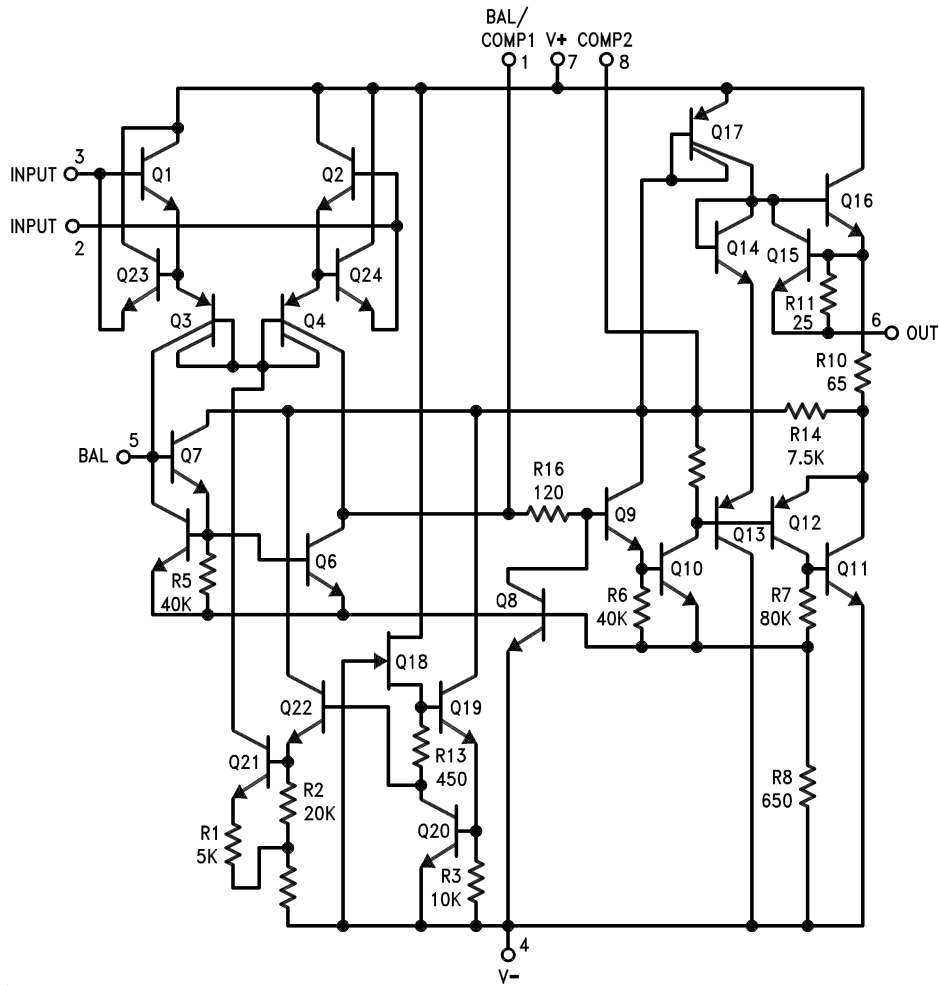 BAL/
COMP1 V+ COMP2
1 7 8
Q17
3
INPUT Q1 Q2
Q16
INPUT
2
Q14 Q15
Q23 Q24
R11
25
Q3 Q4
6
OUT
R10
65
5
BAL Q7
R14
7.5K
R16
120
Q9 Q13 Q12
Q6 Q10 Q11
R5
40K
Q8
R6
40K
R7
80K
Q18
Q22 Q19
Q21
R13
450
R2
20K
R8
650
R1
5K
Q20
R3
10K
4
V-